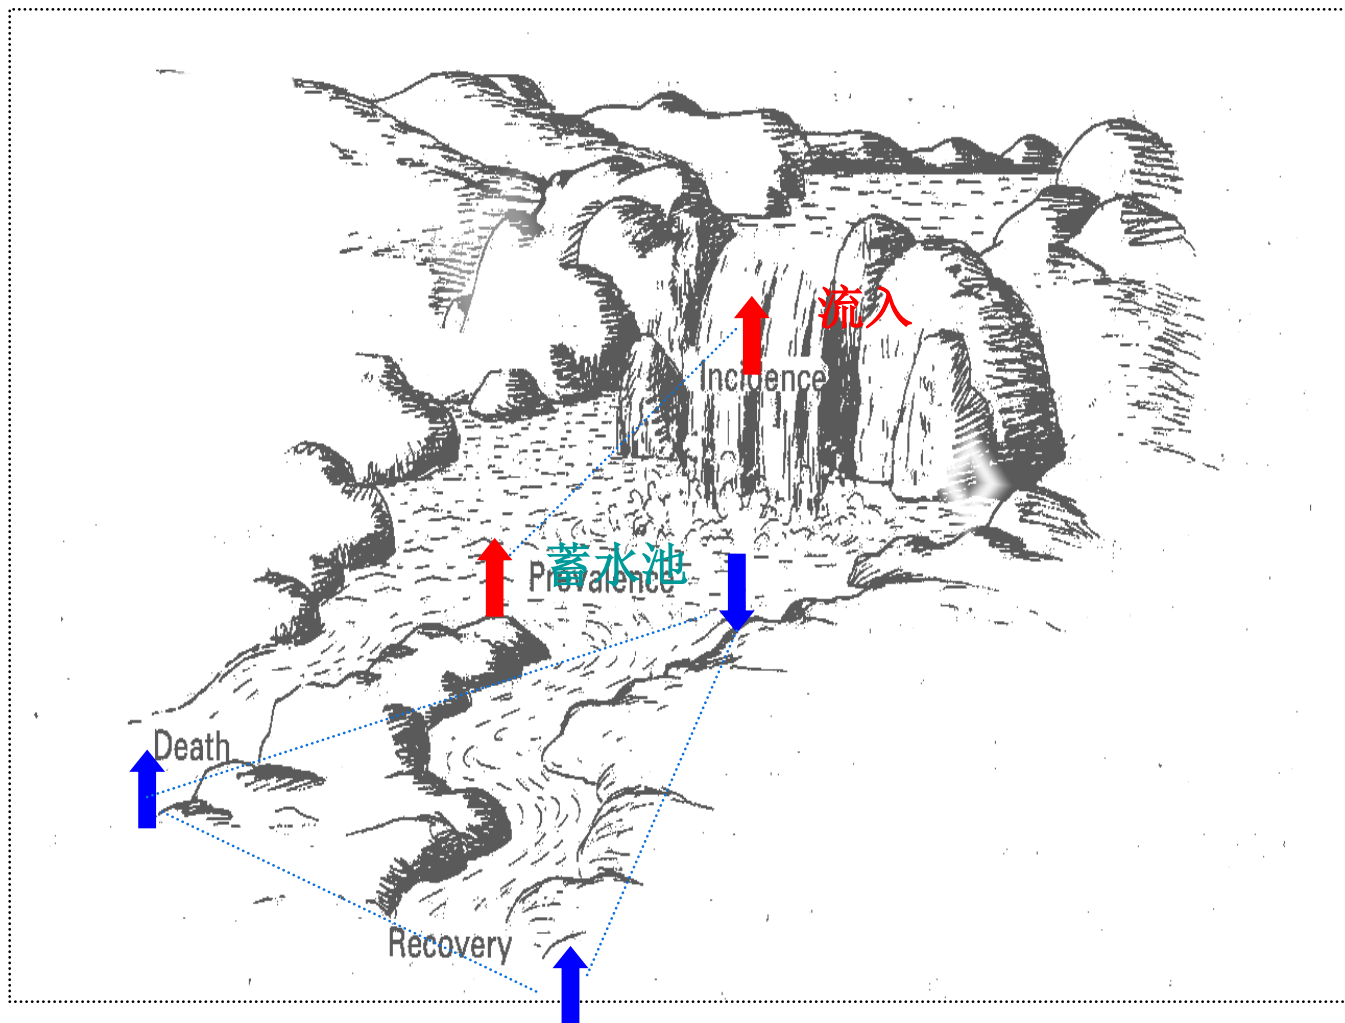 流入
Incidence
蓄水池
Prevalence
Death
Recovery